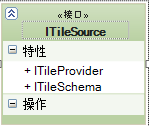 «接口»
ITileSource
特性
+ ITileProvider
+ ITileSchema
操作